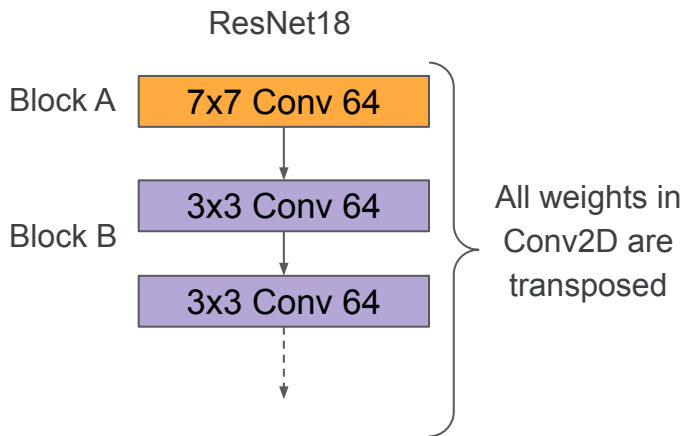 ResNet18
Block A
7x7 Conv 64
Block B
3x3 Conv 64
3x3 Conv 64
All weights in
Conv2D are
transposed